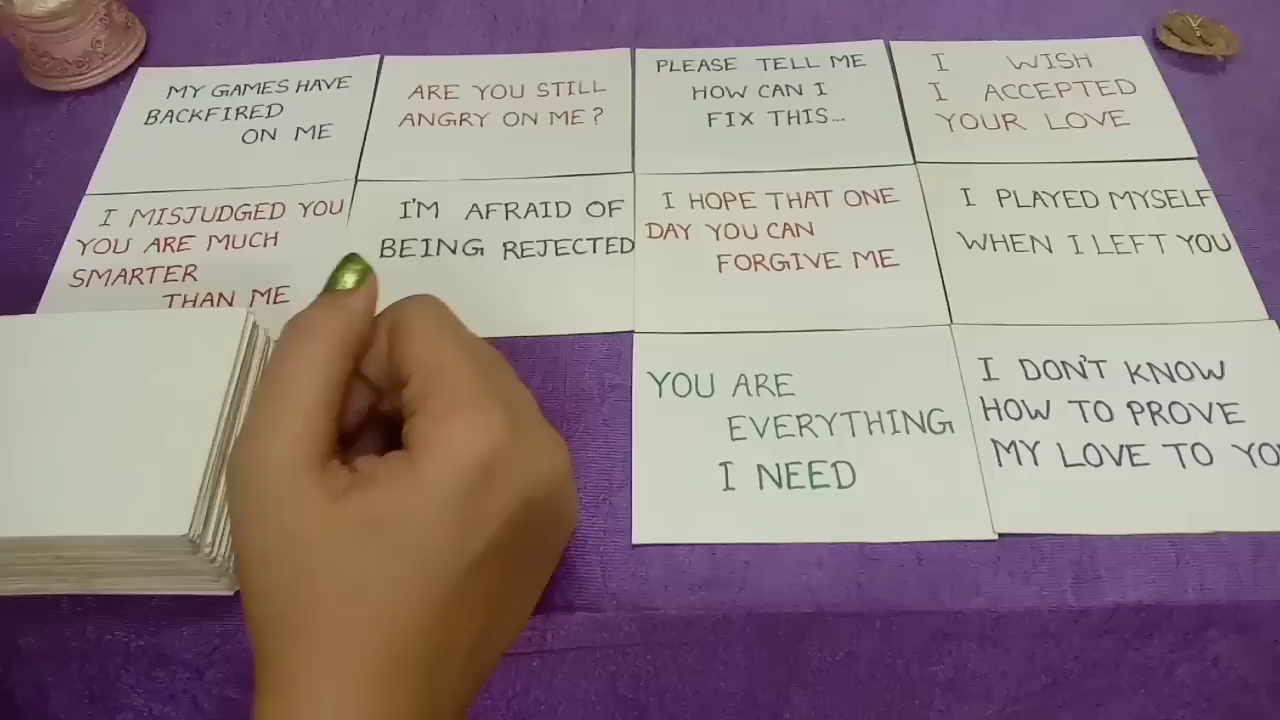 MY GAMES HAVE
BACKFIRED
ON ME
ARE YOU STILL
ANGRY ON ME?
PLEASE TELL ME
HOW CAN I
FIX THIS...
I WISH
I ACCEPTED
YOUR LOVE
I MISJUDGED YOU
YOU ARE MUCH
SMARTER
THAN ME
I'M AFRAID OF
BEING REJECTED
I HOPE THAT ONE
DAY YOU CAN
FORGIVE ME
I PLAYED MYSELF
WHEN I LEFT YOU
YOU ARE
EVERYTHING
I NEED
I DON'T KNOW
HOW TO PROVE
MY LOVE TO YO